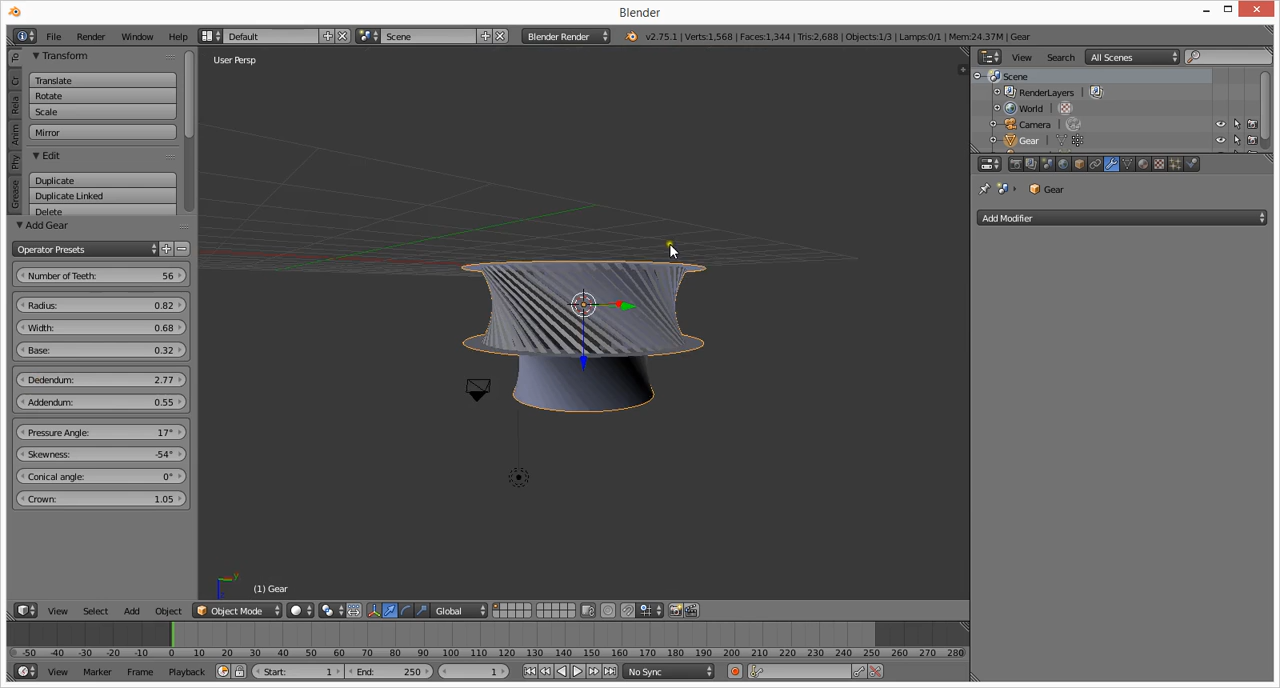 Blender
File Render Window Help Default Scene Blender Render v2.75.1 | Verts:1,568 | Faces:1,344 | Tris:2,688 | Objects:1/3 | Lamps:0/1 | Mem:24.37M | Gear
Transform
Translate
Rotate
Scale
Mirror
Edit
Duplicate
Duplicate Linked
Delete
Rela
Anim
Phy
Grease
Add Gear
Operator Presets
Number of Teeth: 56
Radius: 0.82
Width: 0.68
Base: 0.32
Dedendum: 2.77
Addendum: 0.55
Pressure Angle: 17°
Skewness: -54°
Conical angle: 0°
Crown: 1.05
User Persp
(1) Gear
View Search All Scenes
Scene
RenderLayers
World
Camera
Gear
Gear
Add Modifier
View Select Add Object Object Mode Global
-50 -40 -30 -20 -10 0 10 20 30 40 50 60 70 80 90 100 110 120 130 140 150 160 170 180 190 200 210 220 230 240 250 260 270 280
View Marker Frame Playback Start: 1 End: 250 1 No Sync